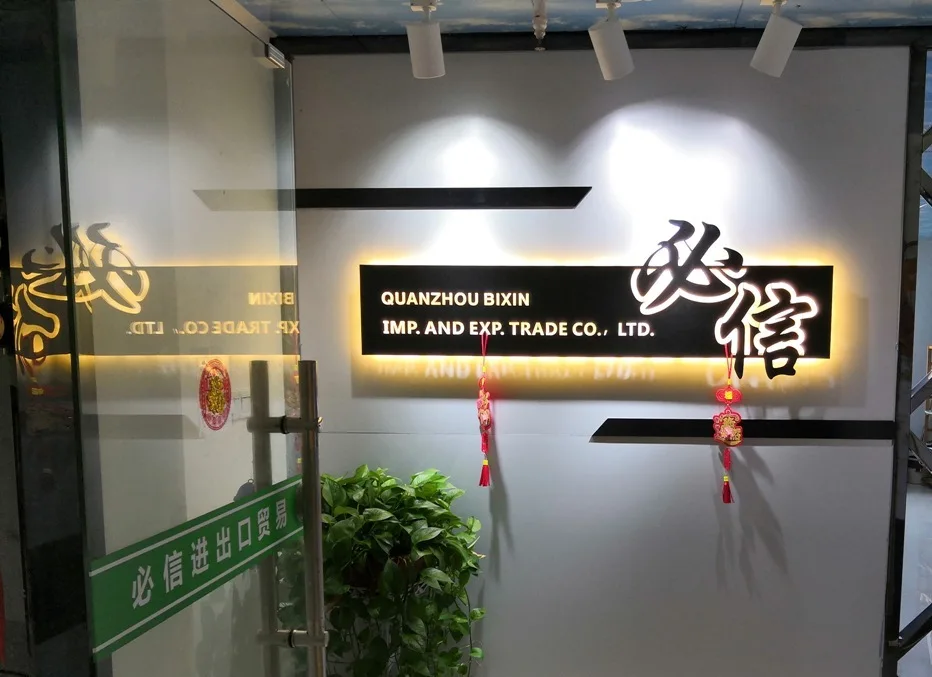 QUANZHOU BIXIN
IMP. AND EXP. TRADE CO., LTD.
必信
必信进出口贸易